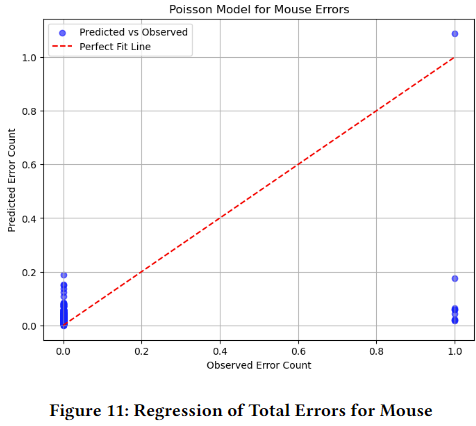 Poisson Model for Mouse Errors
Predicted vs Observed
Perfect Fit Line
1.0
0.8
0.6
0.4
0.2
0.0
Predicted Error Count
0.0 0.2 0.4 0.6 0.8 1.0
Observed Error Count
Figure 11: Regression of Total Errors for Mouse